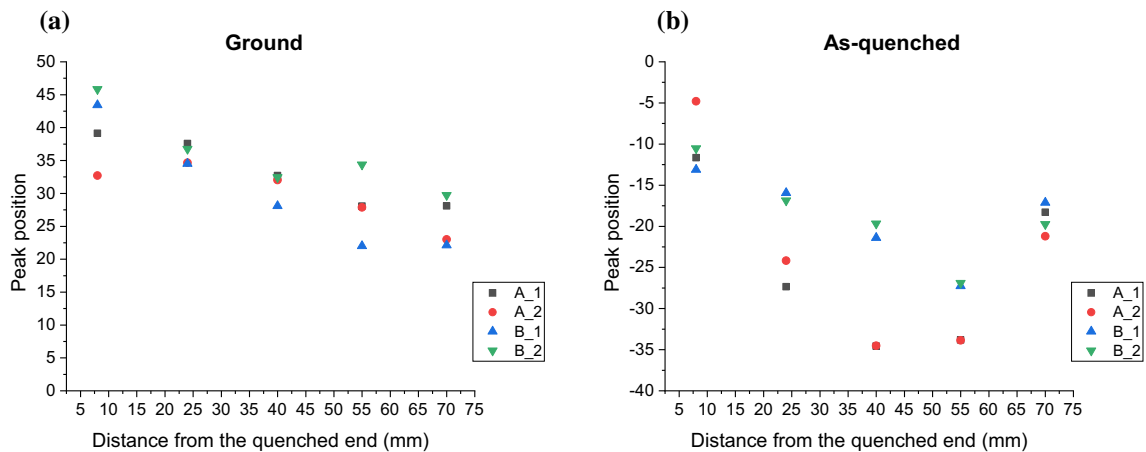 (a)
Ground
50
45
40
35
30
25
20
15
10
5
0
Peak position
5 10 15 20 25 30 35 40 45 50 55 60 65 70 75
Distance from the quenched end (mm)
A_1
A_2
B_1
B_2
(b)
As-quenched
0
-5
-10
-15
-20
-25
-30
-35
-40
Peak position
5 10 15 20 25 30 35 40 45 50 55 60 65 70 75
Distance from the quenched end (mm)
A_1
A_2
B_1
B_2